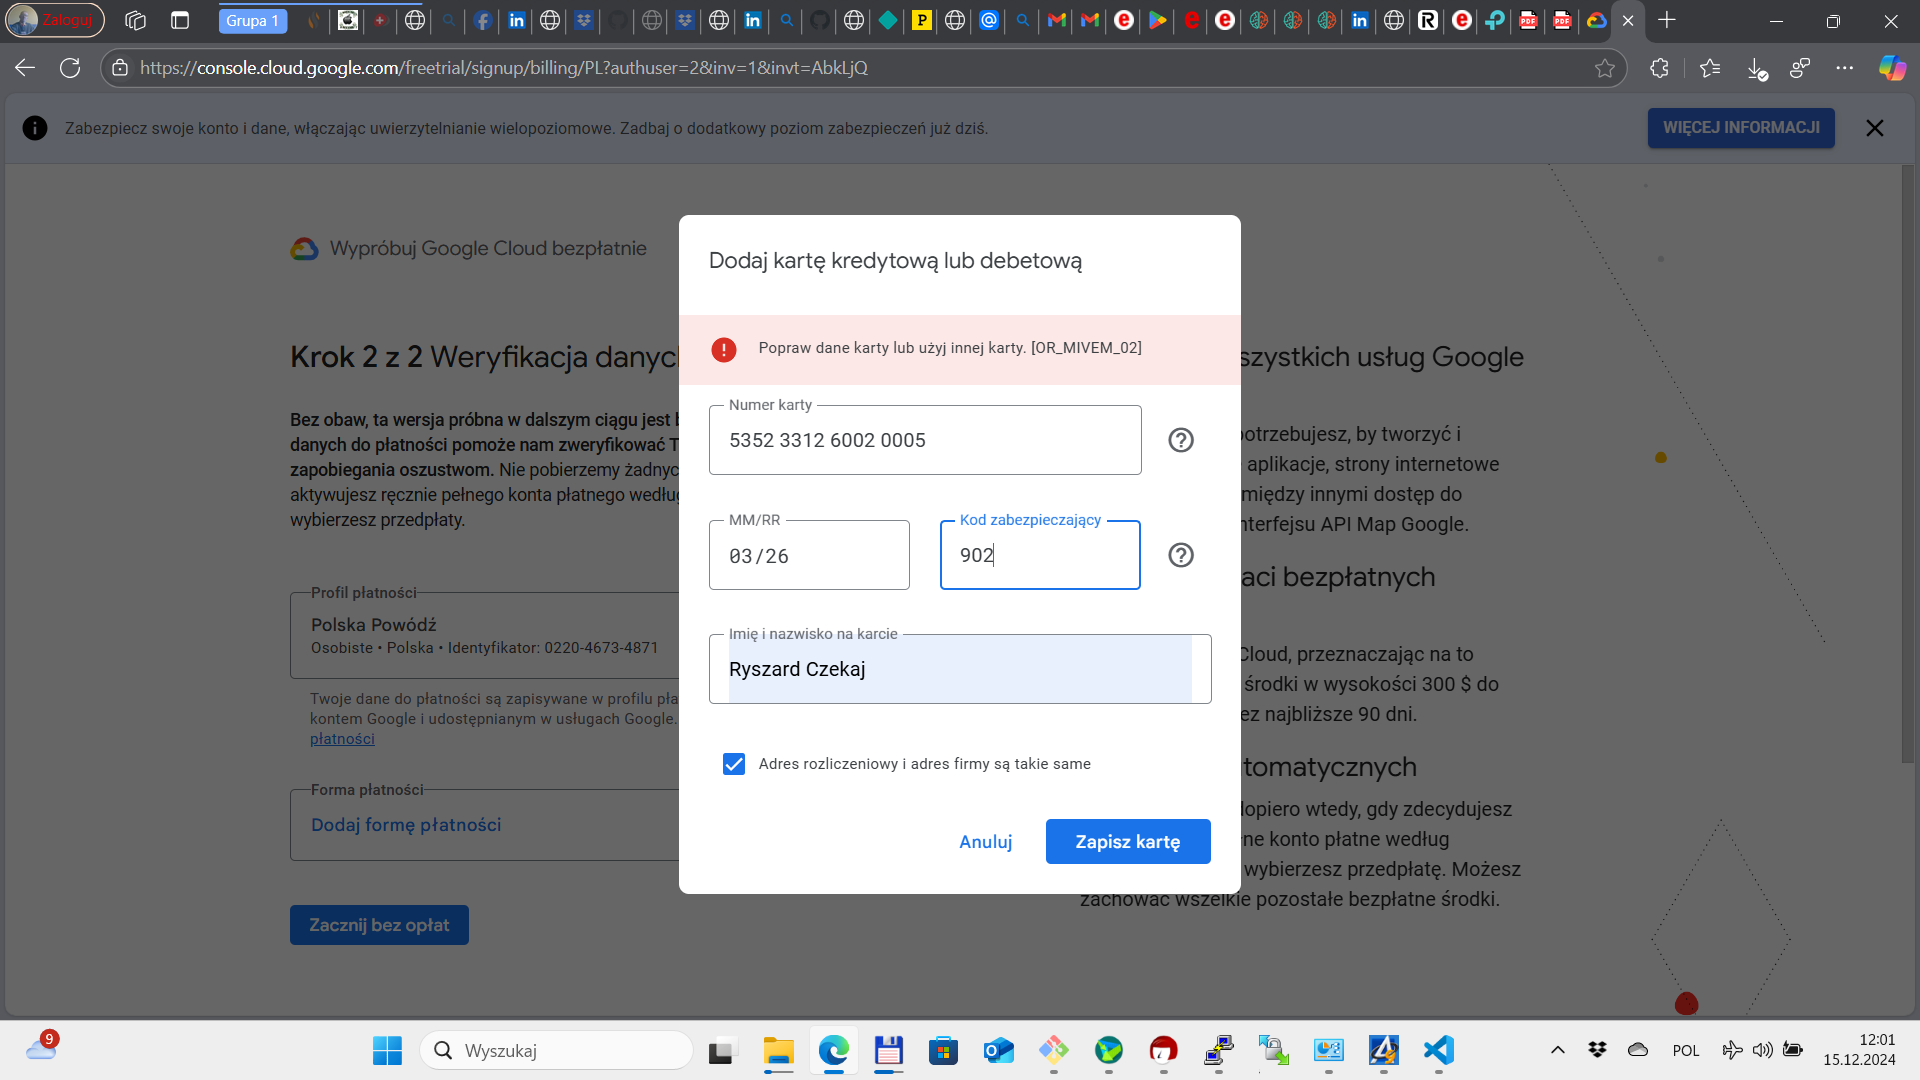 Zaloguj
Grupa 1
https://console.cloud.google.com/freetrial/signup/billing/PL?authuser=2&inv=1&invt=AbkLjQ
Zabezpiecz swoje konto i dane, włączając uwierzytelnianie wielopoziomowe. Zadbaj o dodatkowy poziom zabezpieczeń już dziś.
WIĘCEJ INFORMACJI
Wypróbuj Google Cloud bezpłatnie
Krok 2 z 2 Weryfikacja danyc
Bez obaw, ta wersja próbna w dalszym ciągu jest
danych do płatności pomoże nam zweryfikować
zapobiegania oszustwom. Nie pobierzemy żadnyc
aktywujesz ręcznie pełnego konta płatnego według
wybierzesz przedpłaty.
Profil płatności
Polska Powódź
Osobiste • Polska • Identyfikator: 0220-4673-4871
Twoje dane do płatności są zapisywane w profilu pła
kontem Google i udostępnianym w usługach Google.
płatności
Forma płatności
Dodaj formę płatności
Zacznij bez opłat
Dodaj kartę kredytową lub debetową
Popraw dane karty lub użyj innej karty. [OR_MIVEM_02]
Numer karty
5352 3312 6002 0005
MM/RR
03/26
Kod zabezpieczający
902
Imię i nazwisko na karcie
Ryszard Czekaj
Adres rozliczeniowy i adres firmy są takie same
Anuluj
Zapisz kartę
szystkich usług Google
otrzebujesz, by tworzyć i
aplikacje, strony internetowe
między innymi dostęp do
nterfejsu API Map Google.
aci bezpłatnych
Cloud, przeznaczając na to
środki w wysokości 300 $ do
ez najbliższe 90 dni.
tomatycznych
dopiero wtedy, gdy zdecydujesz
ne konto płatne według
wybierzesz przedpłatę. Możesz
zachować wszelkie pozostałe bezpłatne środki.
9
Wyszukaj
POL
12:01
15.12.2024